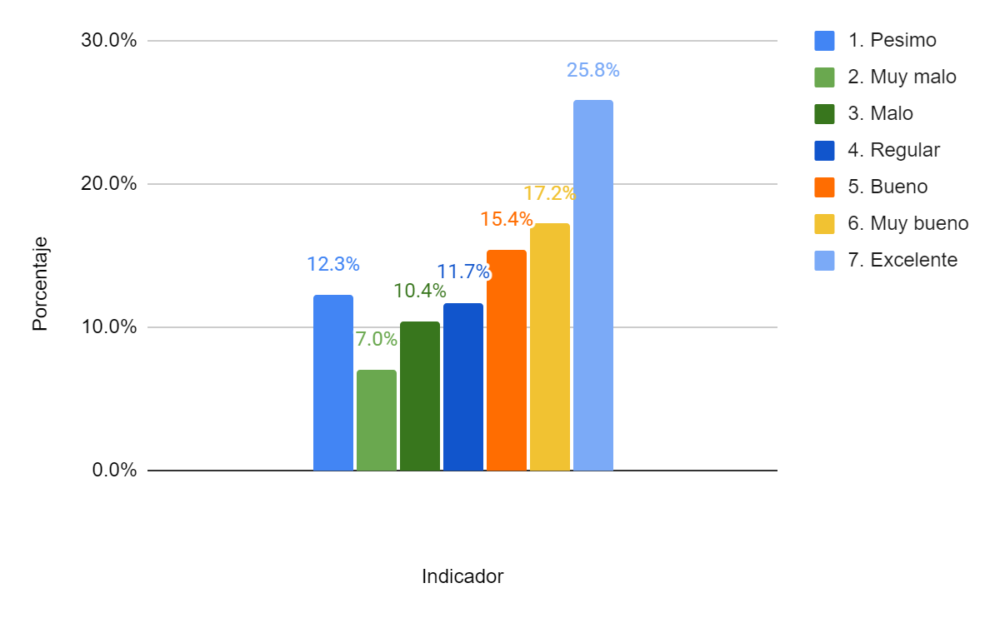 30.0%
20.0%
10.0%
0.0%
Porcentaje
12.3%
7.0%
10.4%
11.7%
15.4%
17.2%
25.8%
Indicador
1. Pesimo
2. Muy malo
3. Malo
4. Regular
5. Bueno
6. Muy bueno
7. Excelente